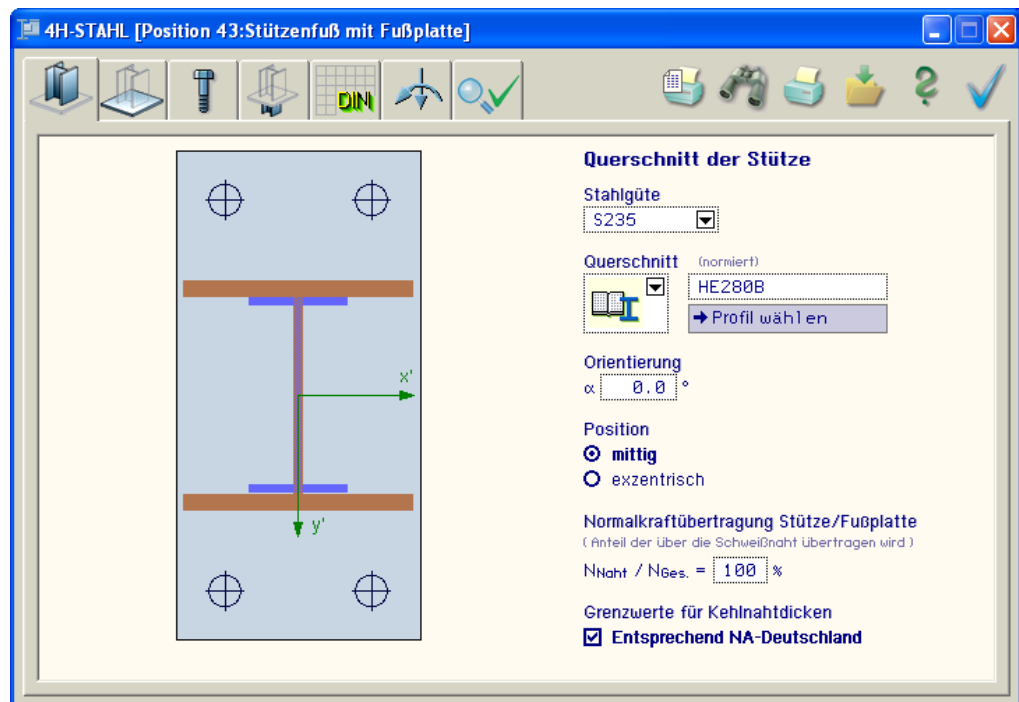 4H-STAHL [Position 43:Stützenfuß mit Fußplatte]
DIN
x'
y'
Querschnitt der Stütze
Stahlgüte
S235
Querschnitt (normiert)
HE280B
Profil wählen
Orientierung
α 0.0 °
Position
mittig
exzentrisch
Normalkraftübertragung Stütze/Fußplatte
( Anteil der über die Schweißnaht übertragen wird )
NNaht / NGes. = 100 %
Grenzwerte für Kehlnahtdicken
Entsprechend NA-Deutschland